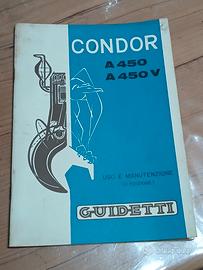 CONDOR
A 450
A 450 V
USO E MANUTENZIONE
GUIDETTI